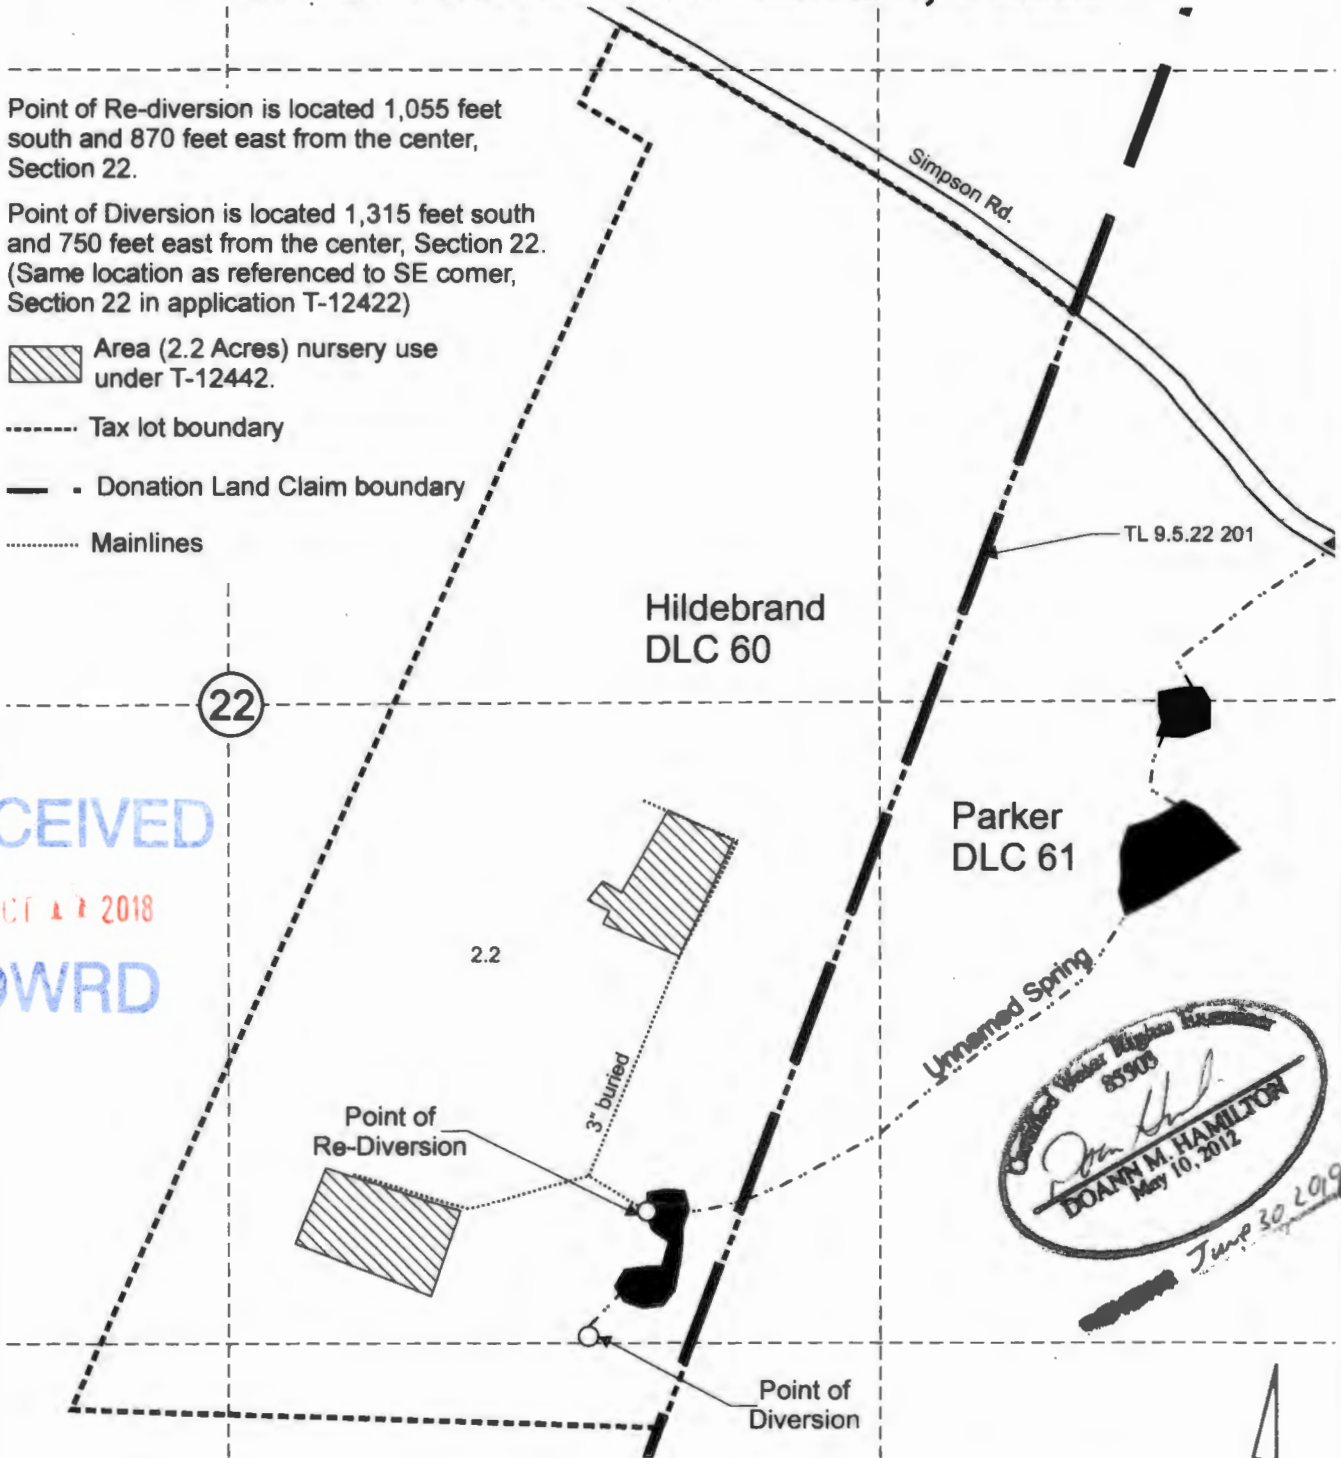 Point of Re-diversion is located 1,055 feet
south and 870 feet east from the center,
Section 22.
Point of Diversion is located 1,315 feet south
and 750 feet east from the center, Section 22.
(Same location as referenced to SE corner,
Section 22 in application T-12422)
Area (2.2 Acres) nursery use
under T-12442.
Tax lot boundary
Donation Land Claim boundary
Mainlines
Simpson Rd.
TL 9.5.22 201
Hildebrand
DLC 60
22
Parker
DLC 61
CEIVED
2018
OWRD
2.2
Unnamed Spring
3" buried
Point of
Re-Diversion
Point of
Diversion
Certified Water Rights Examiner
DOANN M. HAMILTON
May 10, 2012
June 30 2019